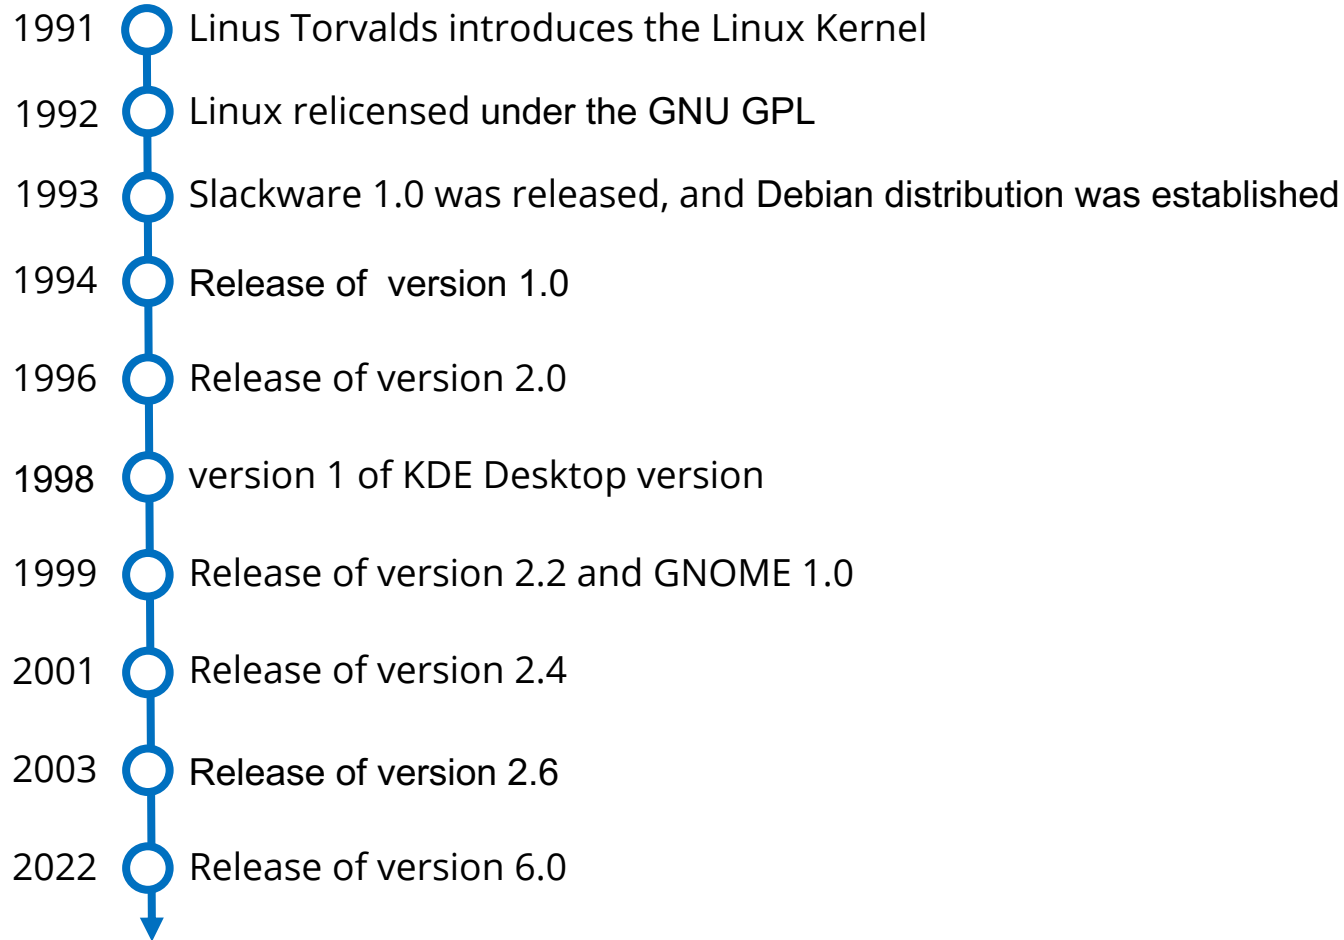 1991 Linus Torvalds introduces the Linux Kernel
1992 Linux relicensed under the GNU GPL
1993 Slackware 1.0 was released, and Debian distribution was established
1994 Release of  version 1.0
1996 Release of version 2.0
1998 version 1 of KDE Desktop version
1999 Release of version 2.2 and GNOME 1.0
2001 Release of version 2.4
2003 Release of version 2.6
2022 Release of version 6.0